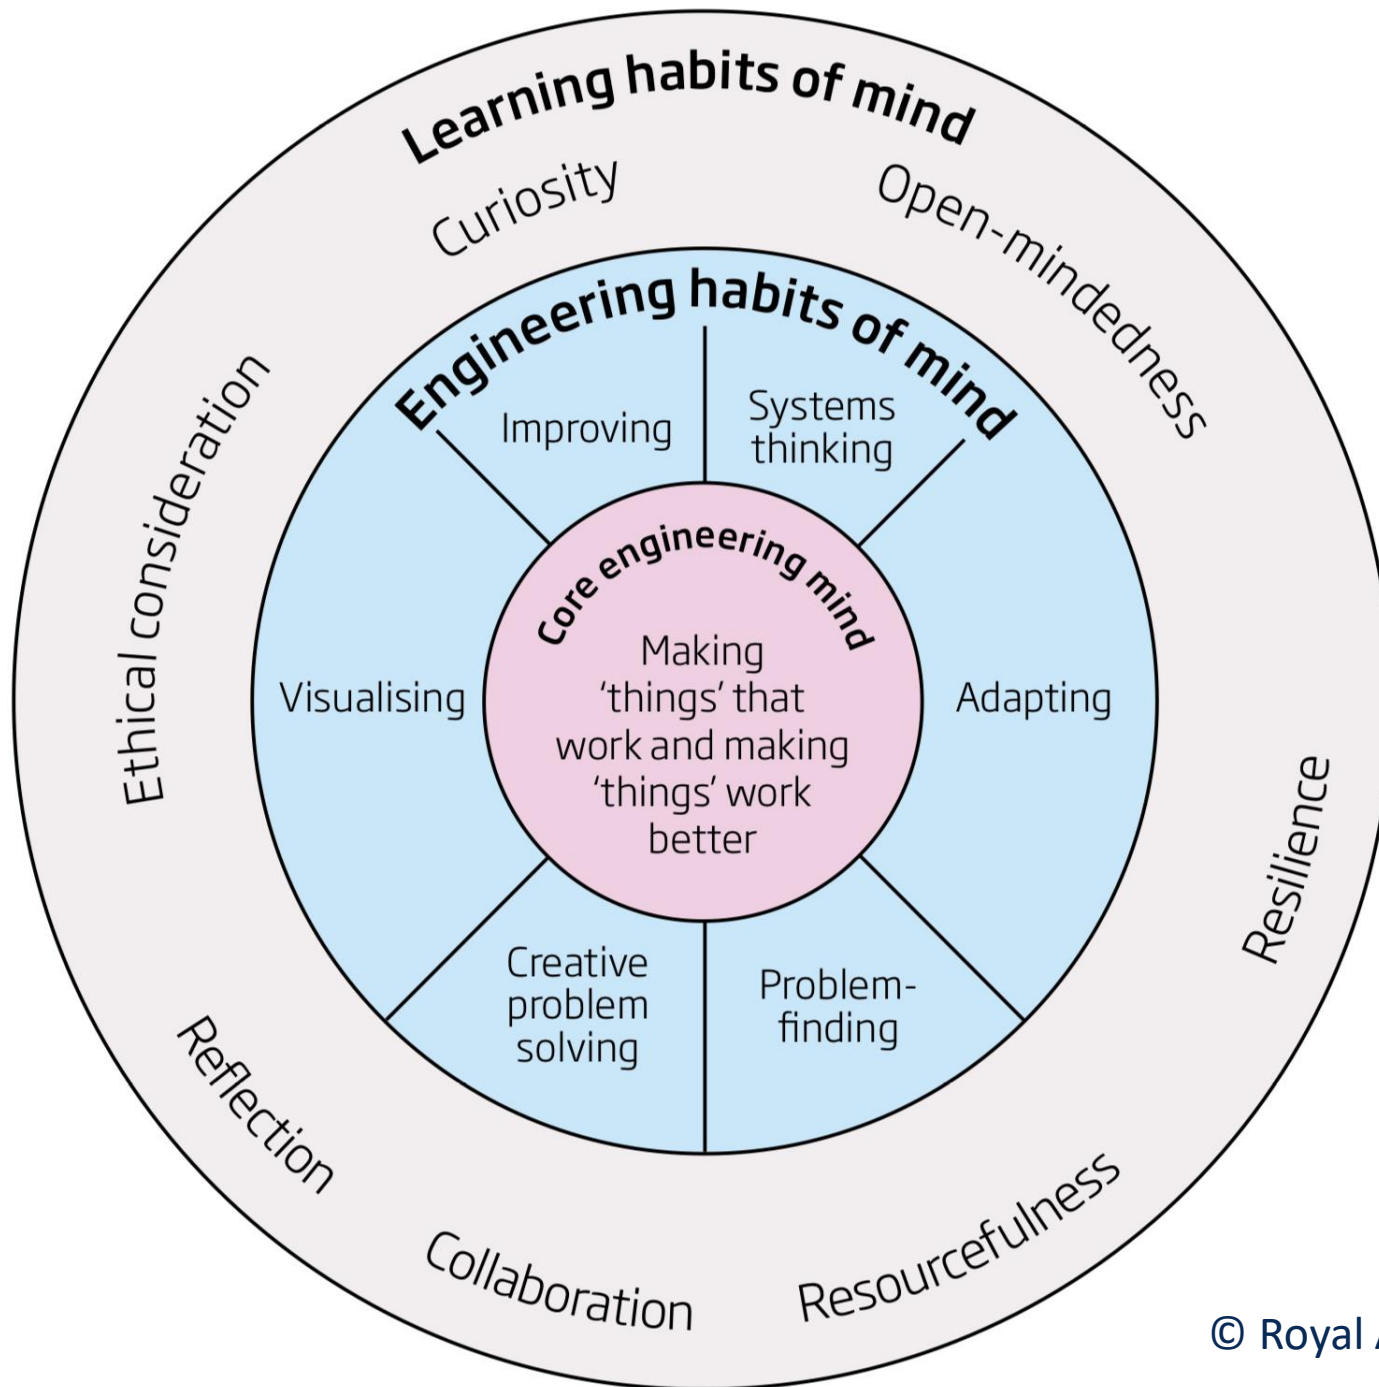 Learning habits of mind
Curiosity
Open-mindedness
Resilience
Resourcefulness
Collaboration
Reflection
Ethical consideration
Engineering habits of mind
Improving
Systems
thinking
Adapting
Problem-
finding
Creative
problem
solving
Visualising
Core engineering mind
Making
‘things’ that
work and making
‘things’ work
better
© Royal